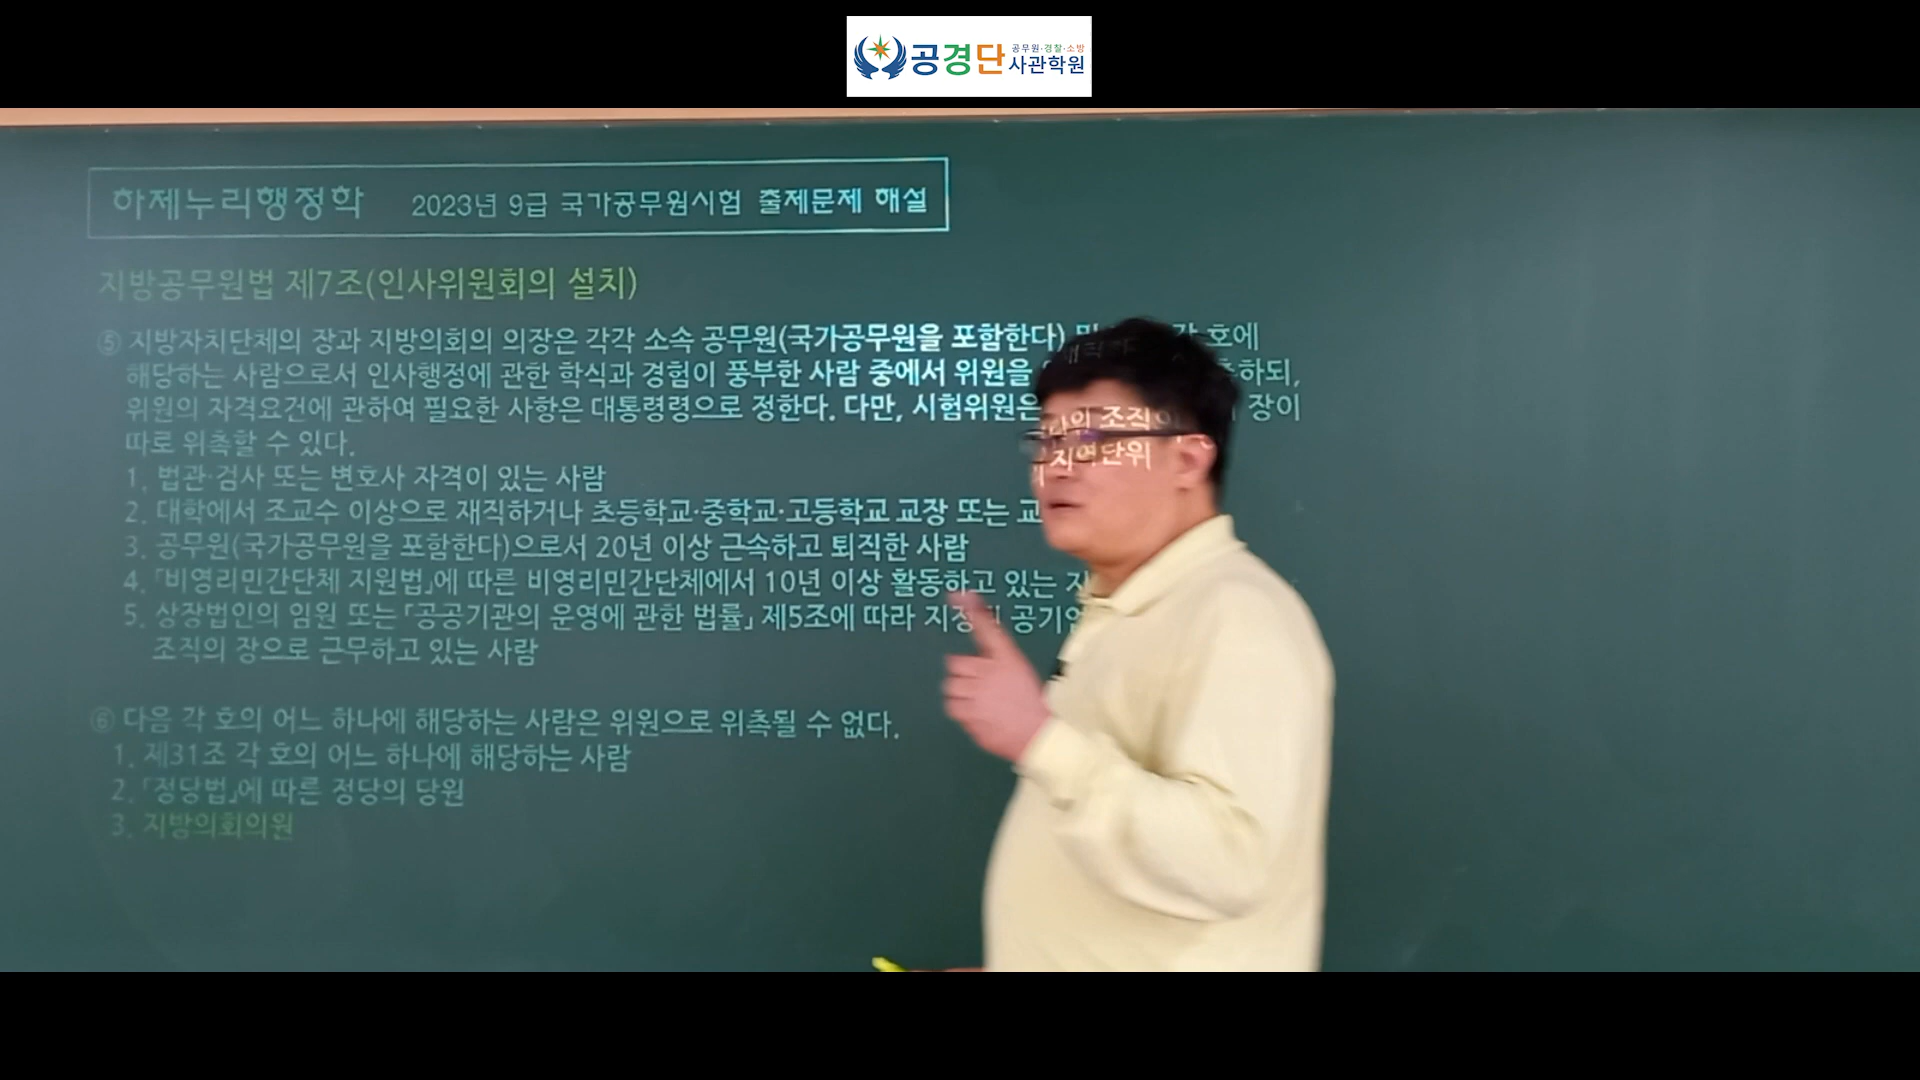 공경단 공무원·경찰·소방 사관학원
하제누리행정학 2023년 9급 국가공무원시험 출제문제 해설
지방공무원법 제7조(인사위원회의 설치)
⑤ 지방자치단체의 장과 지방의회의 의장은 각각 소속 공무원(국가공무원을 포함한다) 각 호에
해당하는 사람으로서 인사행정에 관한 학식과 경험이 풍부한 사람 중에서 위원을 하되,
위원의 자격요건에 관하여 필요한 사항은 대통령령으로 정한다. 다만, 시험위원은 장이
따로 위촉할 수 있다.
1. 법관·검사 또는 변호사 자격이 있는 사람
2. 대학에서 조교수 이상으로 재직하거나 초등학교·중학교·고등학교 교장 또는 교
3. 공무원(국가공무원을 포함한다)으로서 20년 이상 근속하고 퇴직한 사람
4. 「비영리민간단체 지원법」에 따른 비영리민간단체에서 10년 이상 활동하고 있는 지역단위
5. 상장법인의 임원 또는 「공공기관의 운영에 관한 법률」 제5조에 따라 공기업
조직의 장으로 근무하고 있는 사람
⑥ 다음 각 호의 어느 하나에 해당하는 사람은 위원으로 위촉될 수 없다.
1. 제31조 각 호의 어느 하나에 해당하는 사람
2. 「정당법」에 따른 정당의 당원
3. 지방의회의원